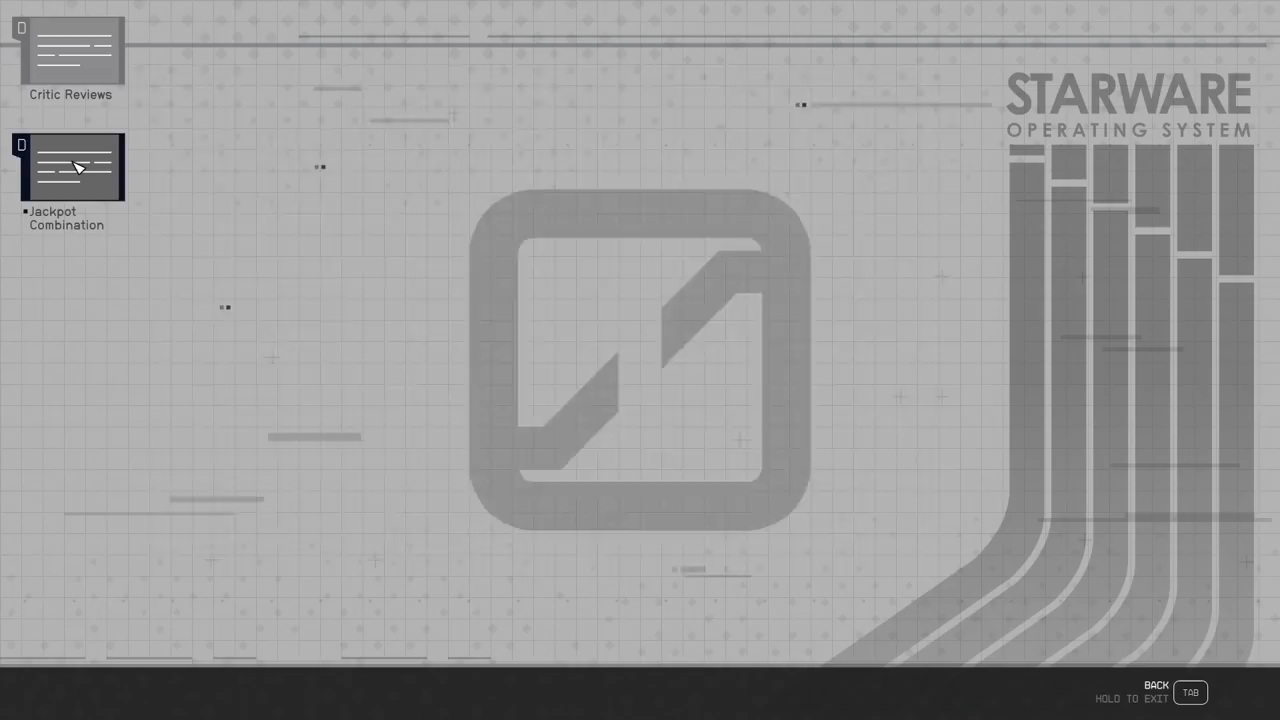 D
Critic Reviews
D
Jackpot
Combination
STARWARE
OPERATING SYSTEM
BACK
HOLD TO EXIT
TAB